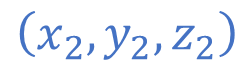 (x₂, y₂, z₂)